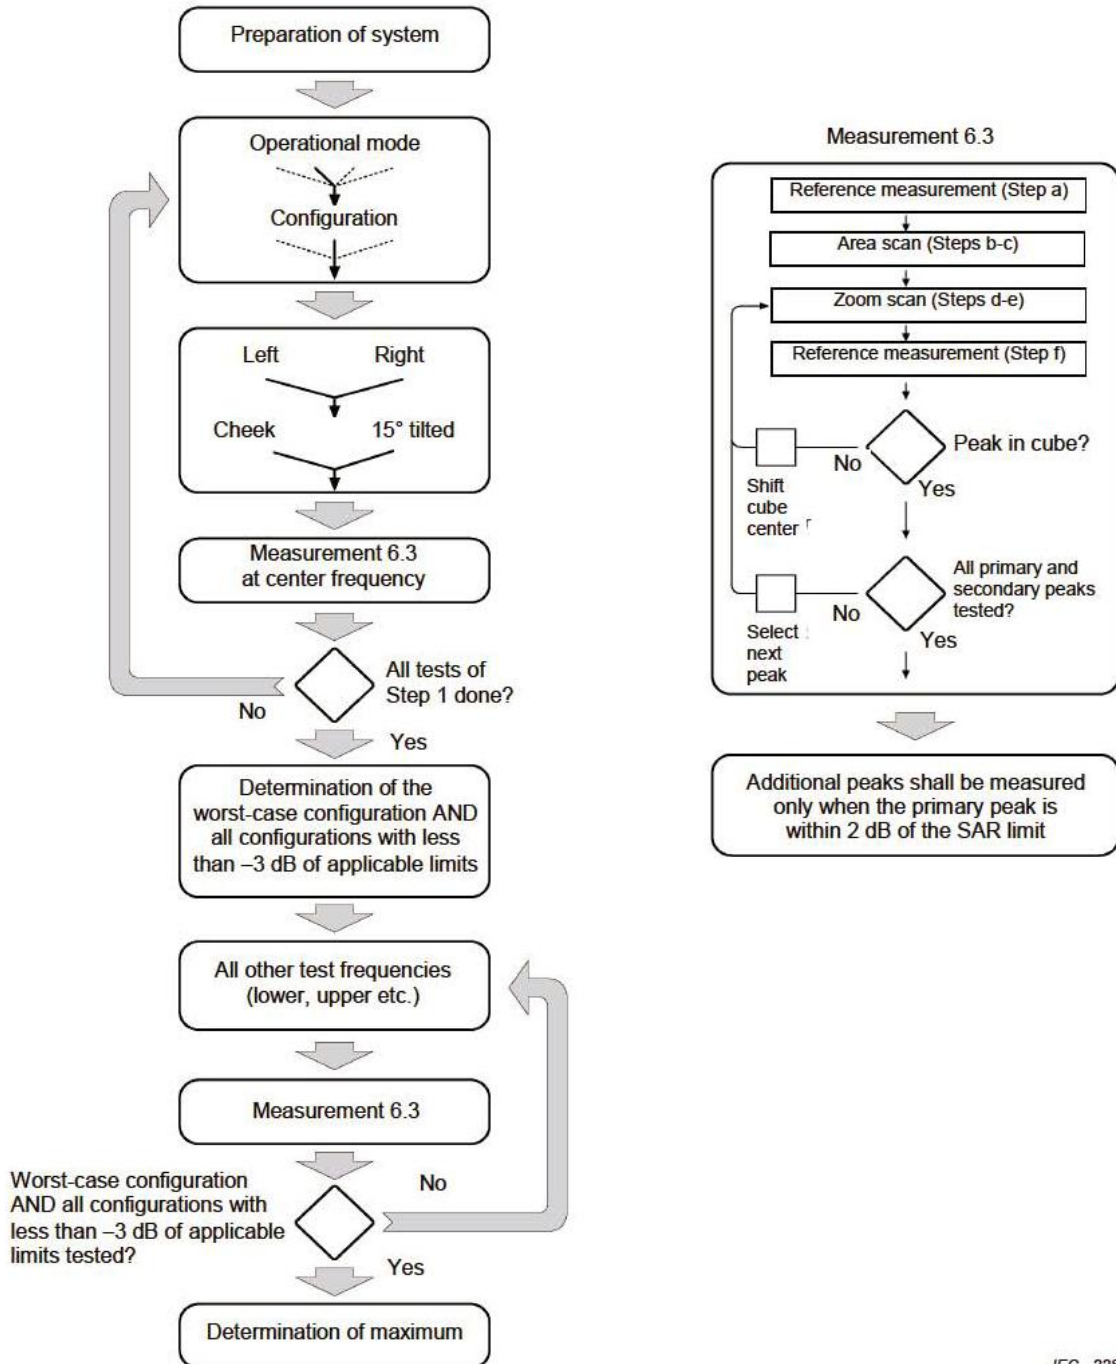 Preparation of system
Operational mode
Configuration
Left Right
Cheek 15° tilted
Measurement 6.3
at center frequency
All tests of
Step 1 done?
No
Yes
Determination of the
worst-case configuration AND
all configurations with less
than –3 dB of applicable limits
All other test frequencies
(lower, upper etc.)
Measurement 6.3
Worst-case configuration
AND all configurations with
less than –3 dB of applicable
limits tested?
No
Yes
Determination of maximum
Measurement 6.3
Reference measurement (Step a)
Area scan (Steps b-c)
Zoom scan (Steps d-e)
Reference measurement (Step f)
Peak in cube?
No
Yes
Shift
cube
center
All primary and
secondary peaks
tested?
No
Yes
Select
next
peak
Additional peaks shall be measured
only when the primary peak is
within 2 dB of the SAR limit
IEC